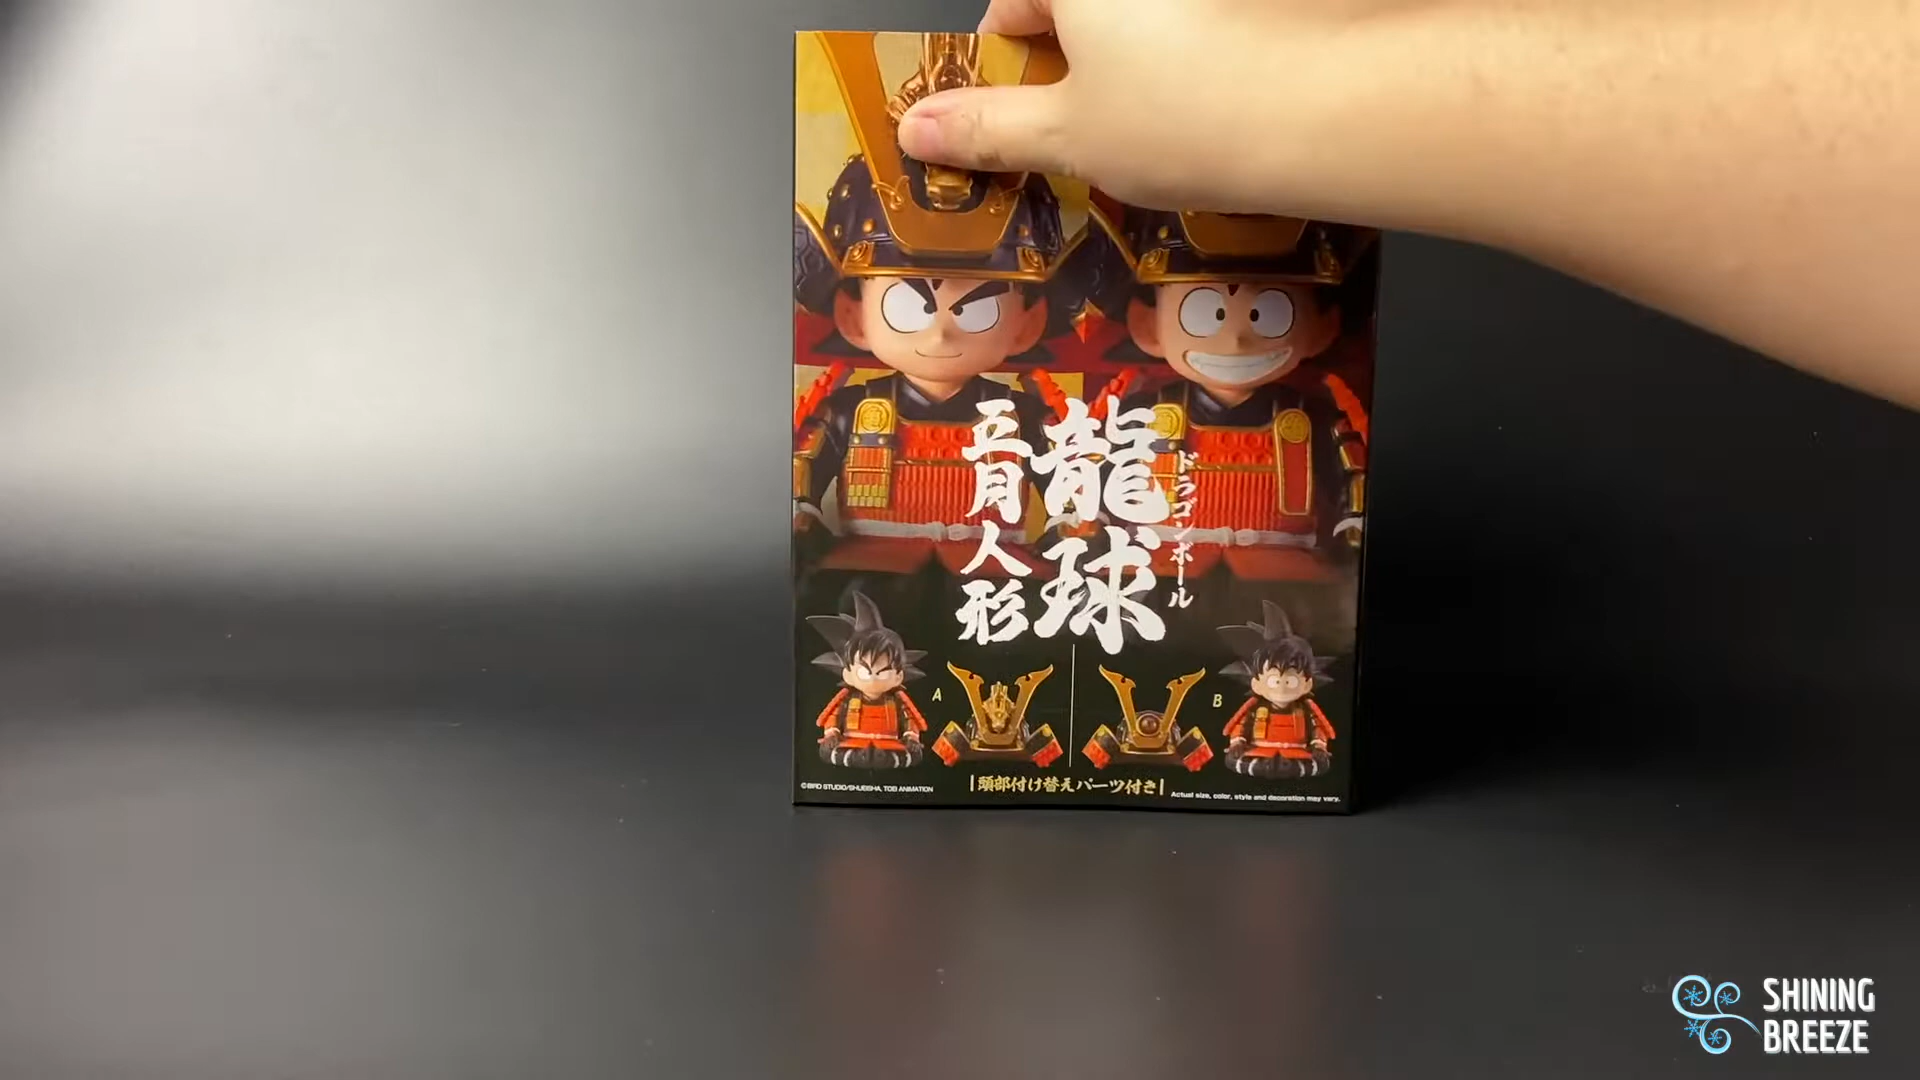 龍球
ドラゴンボール
五月人形
A
B
頭部付け替えパーツ付き
©BIRD STUDIO/SHUEISHA, TOEI ANIMATION
Actual size, color, style and decoration may vary.
SHINING
BREEZE